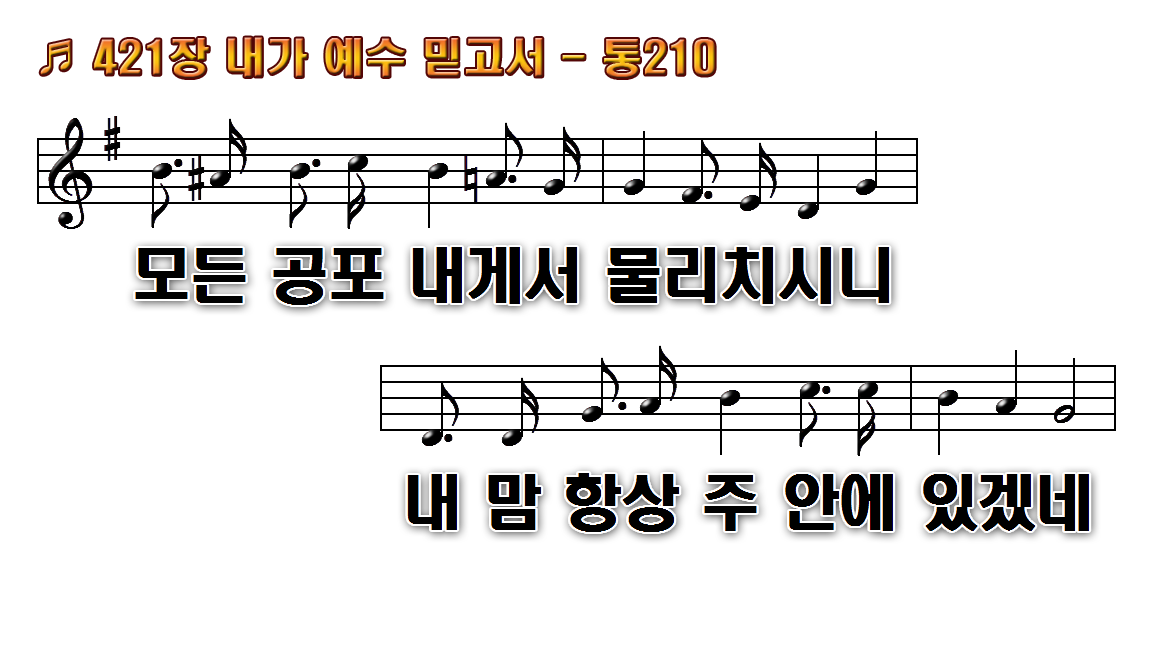 421장 내가 예수 믿고서 - 통210
모든 공포 내게서 물리치시니
내 맘 항상 주 안에 있겠네